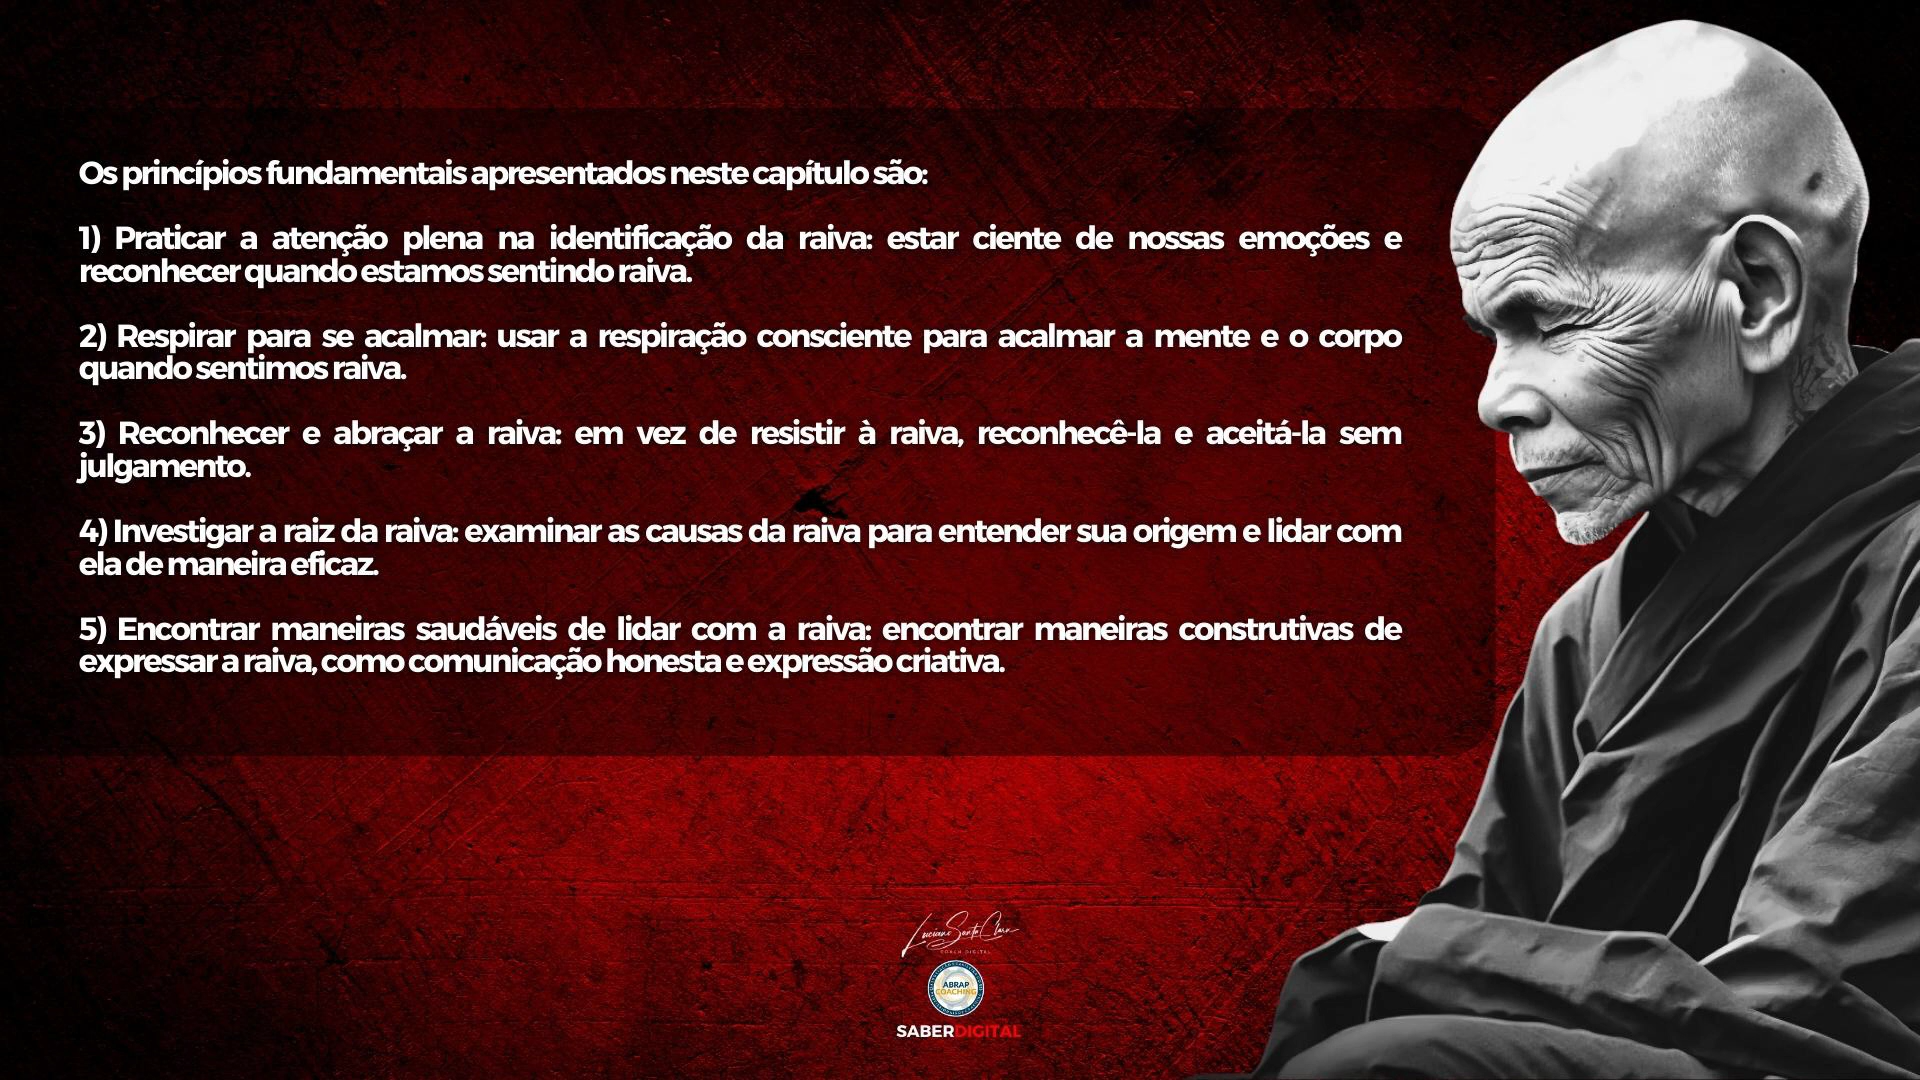 Os princípios fundamentais apresentados neste capítulo são:
1) Praticar a atenção plena na identificação da raiva: estar ciente de nossas emoções e
reconhecer quando estamos sentindo raiva.
2) Respirar para se acalmar: usar a respiração consciente para acalmar a mente e o corpo
quando sentimos raiva.
3) Reconhecer e abraçar a raiva: em vez de resistir à raiva, reconhecê-la e aceitá-la sem
julgamento.
4) Investigar a raiz da raiva: examinar as causas da raiva para entender sua origem e lidar com
ela de maneira eficaz.
5) Encontrar maneiras saudáveis de lidar com a raiva: encontrar maneiras construtivas de
expressar a raiva, como comunicação honesta e expressão criativa.
Luciano Santa Clara
COACH DIGITAL
ABRAP
COACHING
SABERDIGITAL